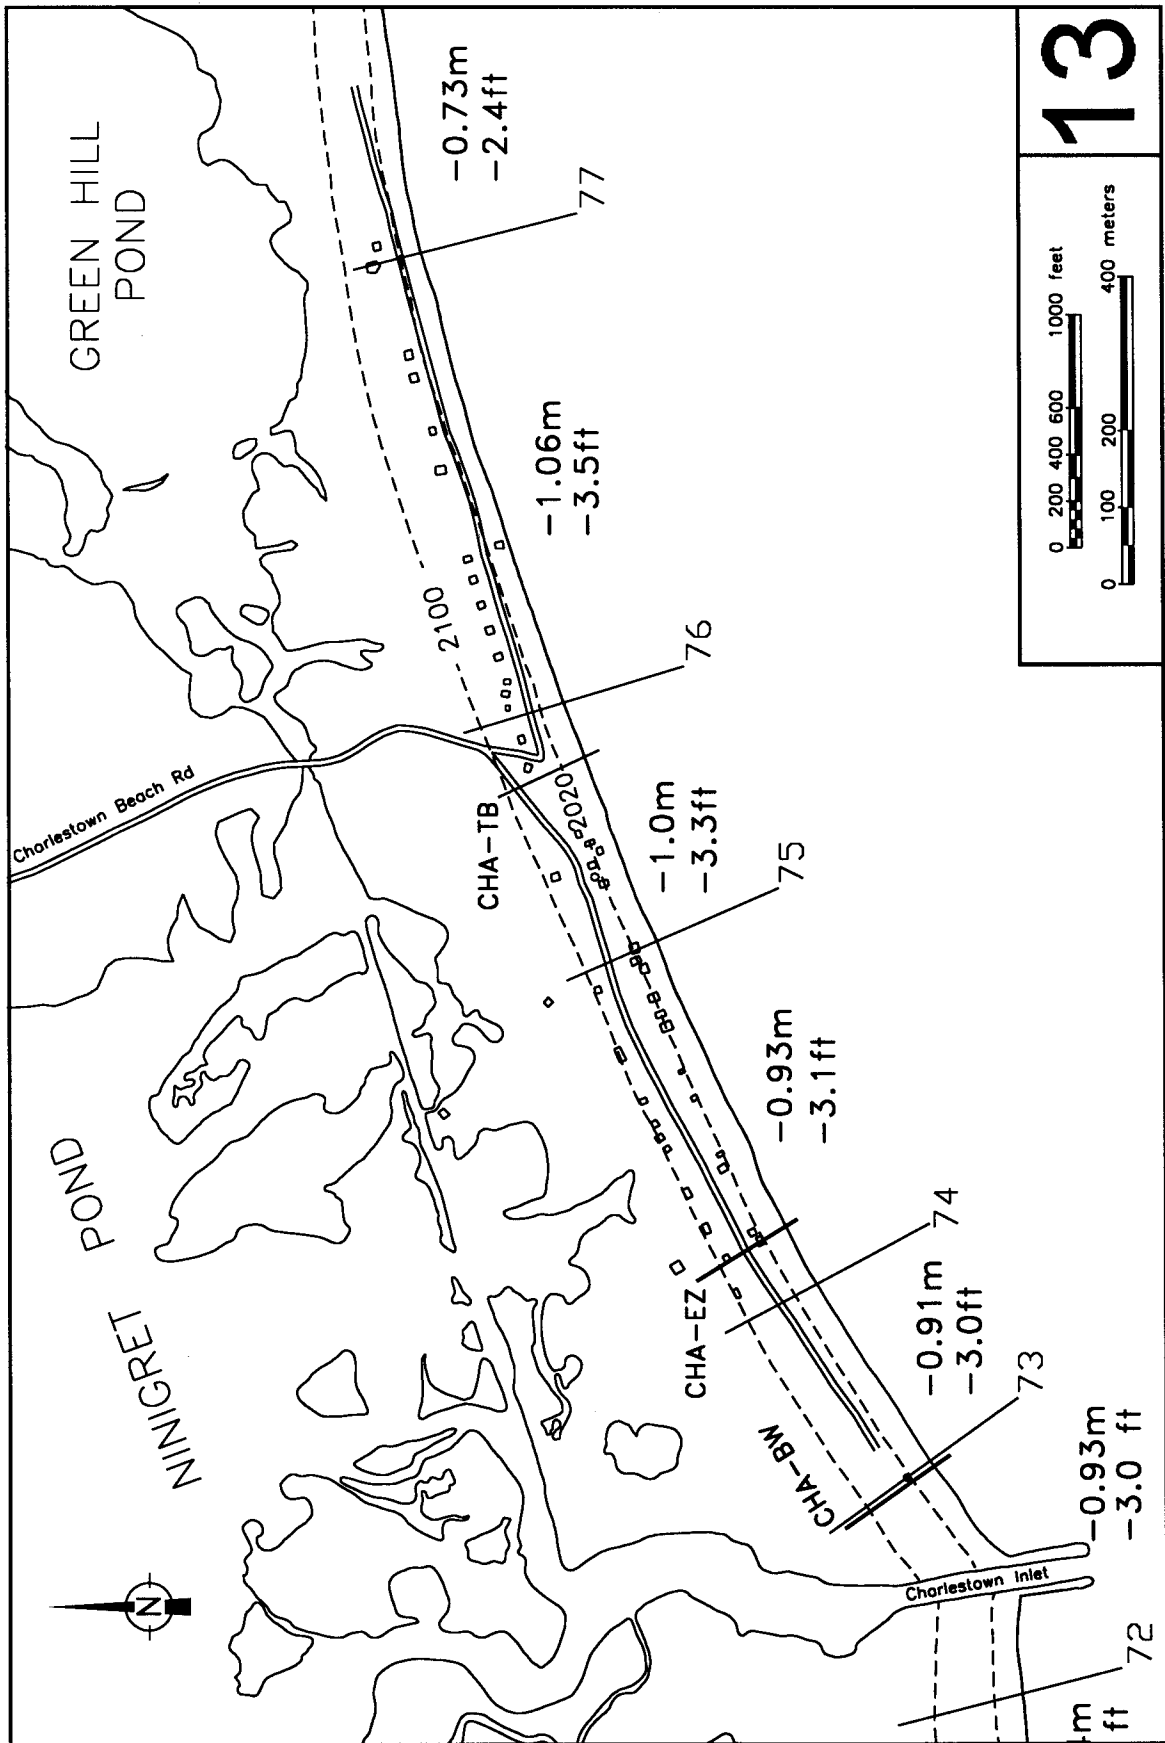 GREEN HILL
POND
-0.73m
-2.4ft
77
13
0 200 400 600 1000 feet
0 100 200 400 meters
-1.06m
-3.5ft
2100
76
Charlestown Beach Rd
CHA-TB
2020
-1.0m
-3.3ft
75
NINIGRET POND
-0.93m
-3.1ft
74
CHA-EZ
-0.91m
-3.0ft
73
CHA-BW
-0.93m
-3.0 ft
Charlestown Inlet
72
m
ft
N